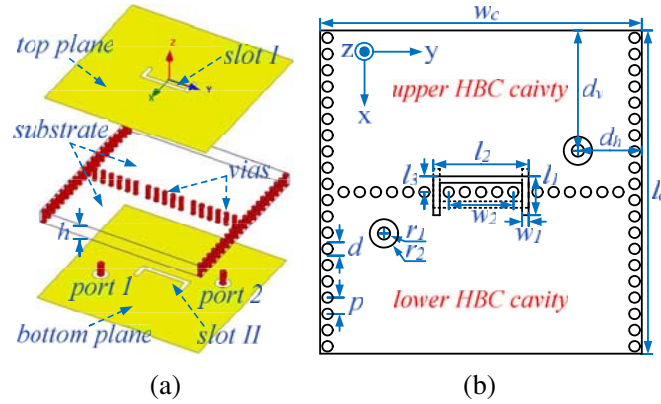 top plane
slot I
Z
X
Y
substrate
vias
h
port 1
port 2
bottom plane
slot II
(a)
w_c
z
y
x
upper HBC caivty
d_v
d_h
l_2
l_3
l_1
w_2
w_1
r_1
r_2
d
p
lower HBC cavity
(b)